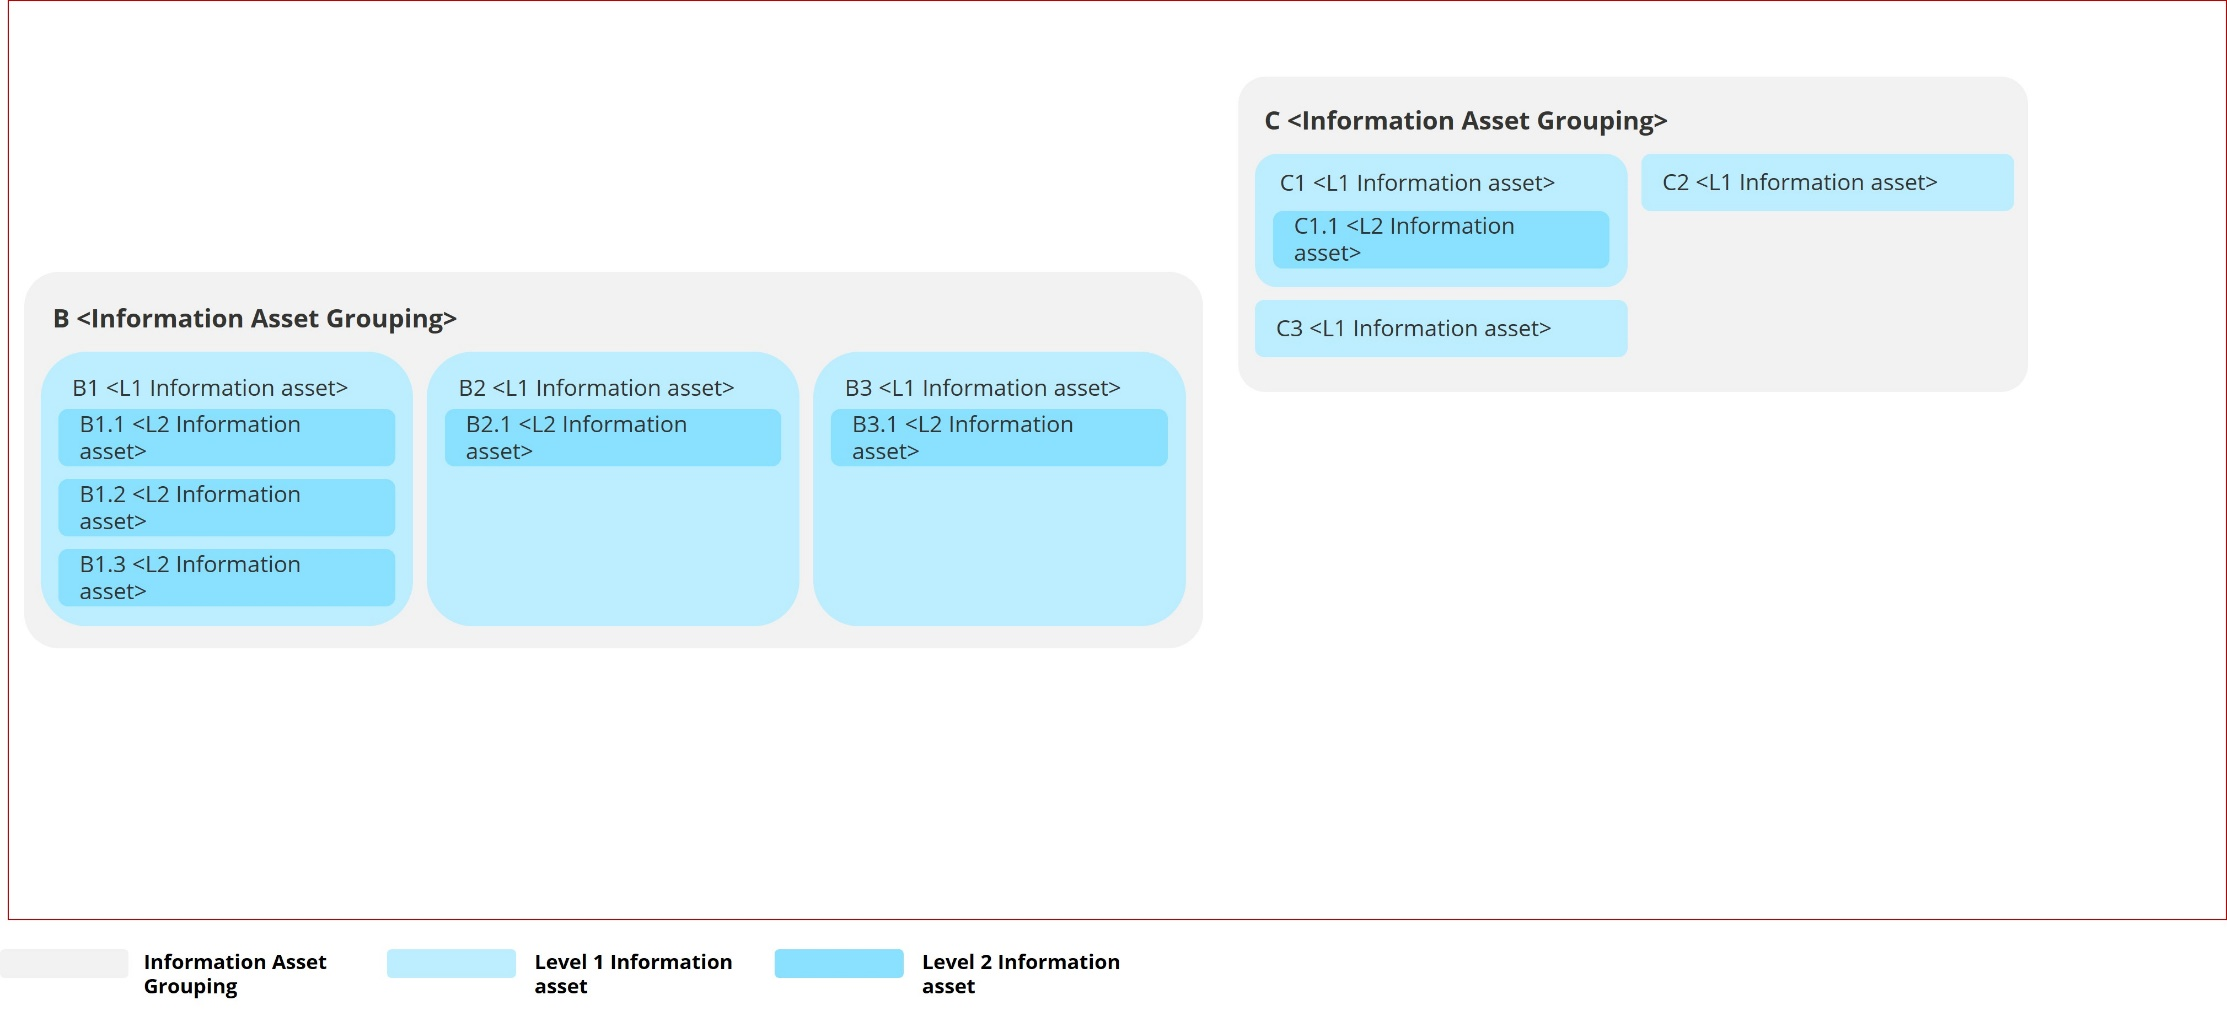 C <Information Asset Grouping>
C1 <L1 Information asset>
C2 <L1 Information asset>
C1.1 <L2 Information
asset>
C3 <L1 Information asset>
B <Information Asset Grouping>
B1 <L1 Information asset>
B1.1 <L2 Information
asset>
B1.2 <L2 Information
asset>
B1.3 <L2 Information
asset>
B2 <L1 Information asset>
B2.1 <L2 Information
asset>
B3 <L1 Information asset>
B3.1 <L2 Information
asset>
Information Asset
Grouping
Level 1 Information
asset
Level 2 Information
asset